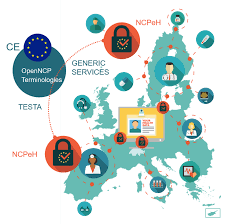 NCPeH
CE
OpenNCP
Terminologies
GENERIC
SERVICES
TESTA
NCPeH